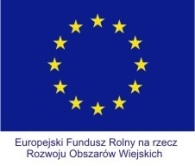 Europejski Fundusz Rolny na rzecz
Rozwoju Obszarów Wiejskich